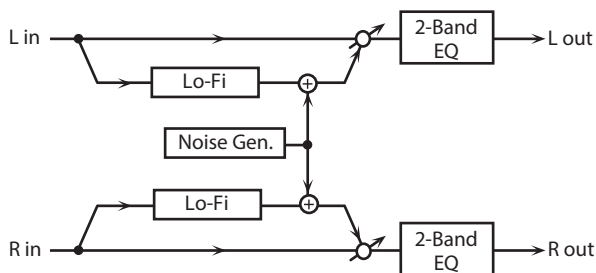 L in
2-Band
EQ
L out
Lo-Fi
+
Noise Gen.
Lo-Fi
+
R in
2-Band
EQ
R out